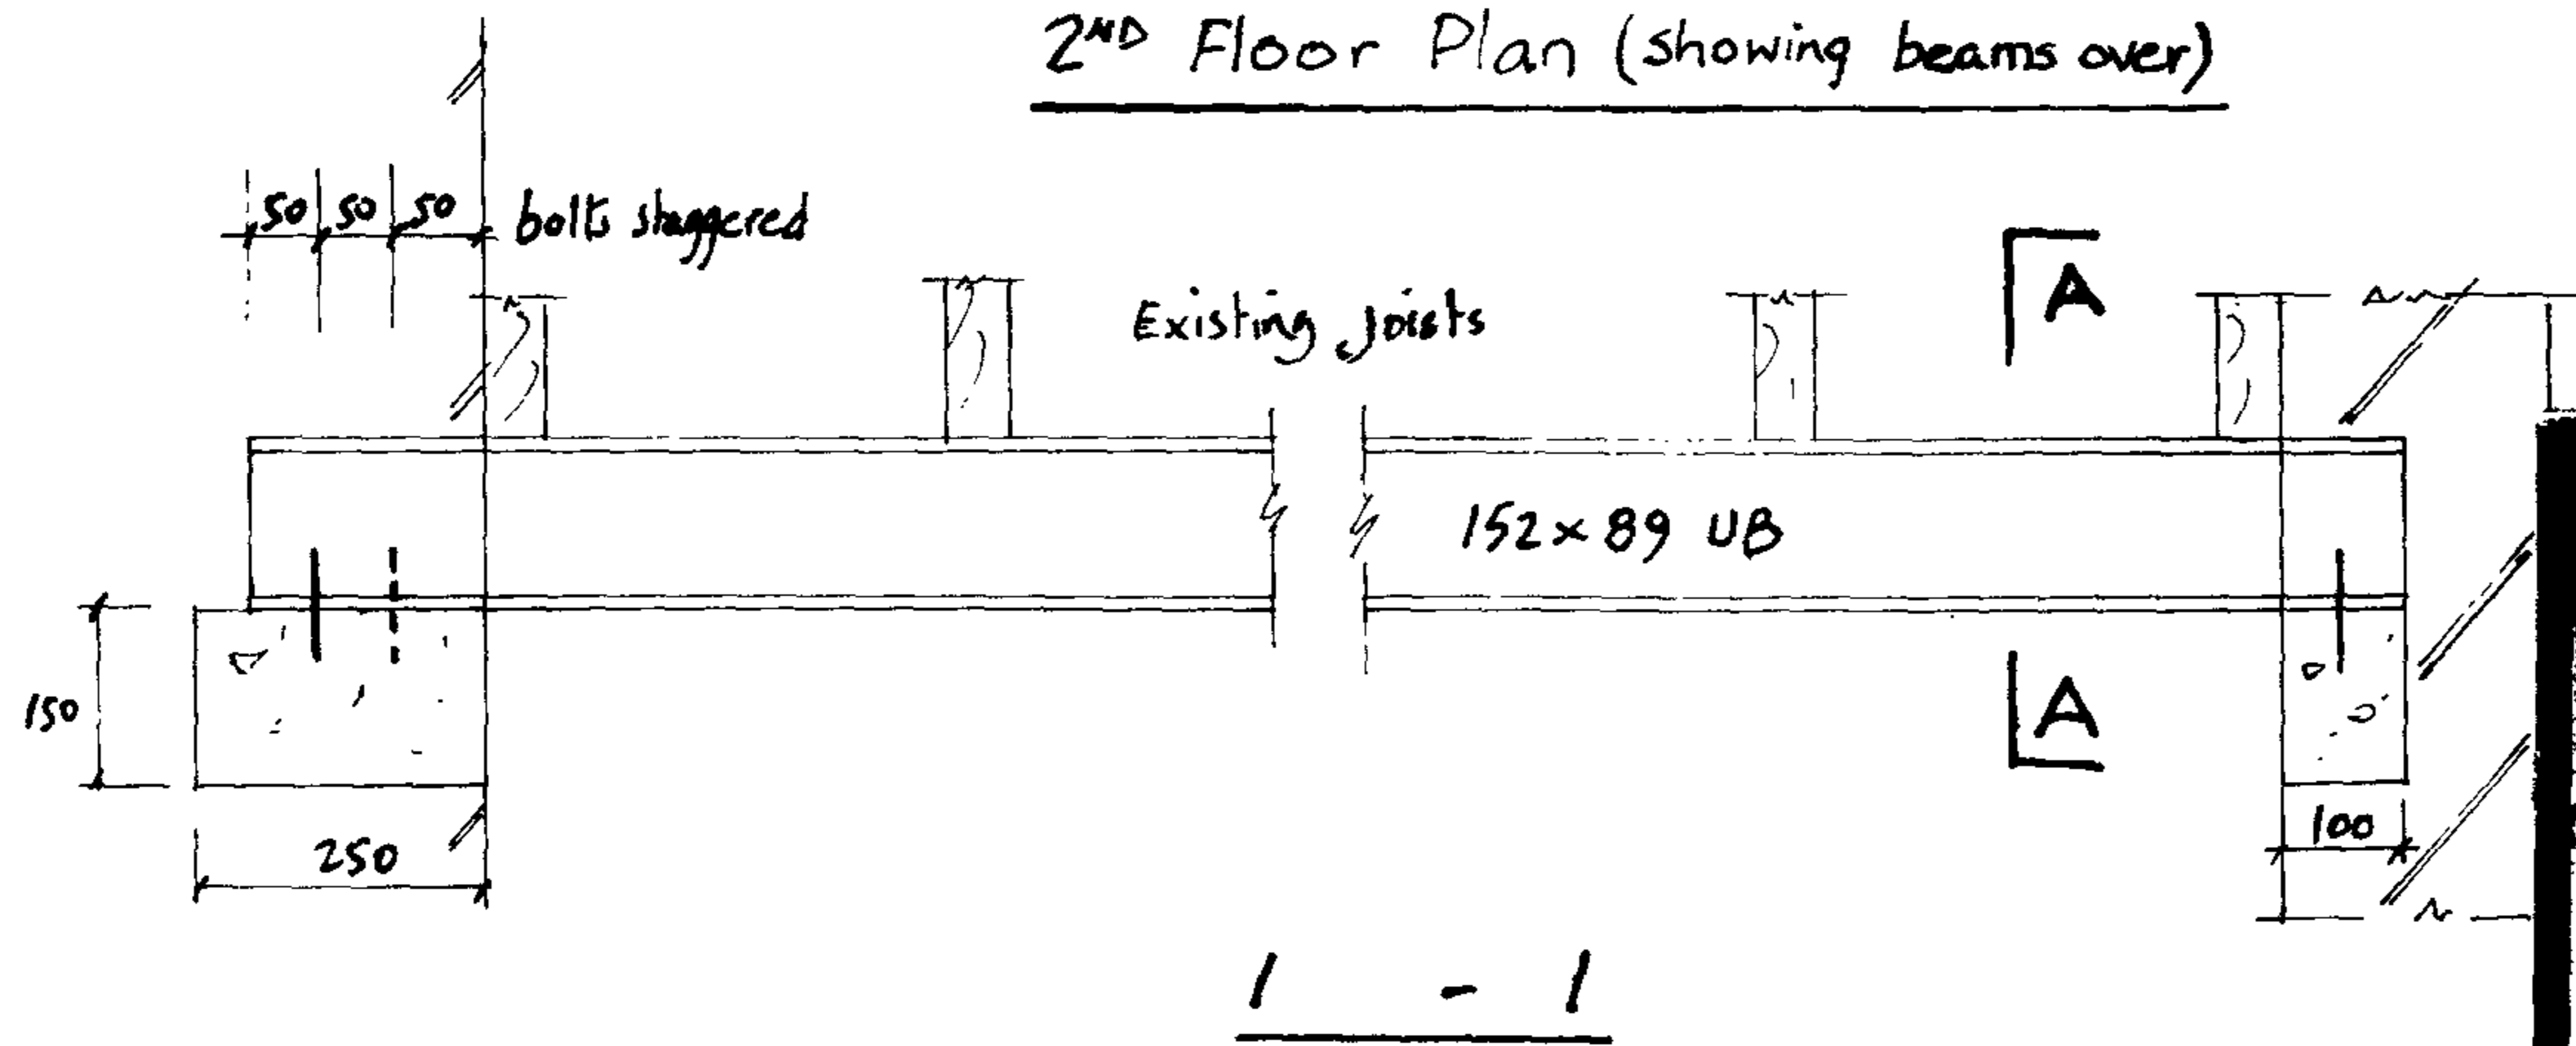 2ND Floor Plan (showing beams over)
50 50 50 bolts staggered
A
Existing joists
152 x 89 UB
150
A
100
250
1 - 1